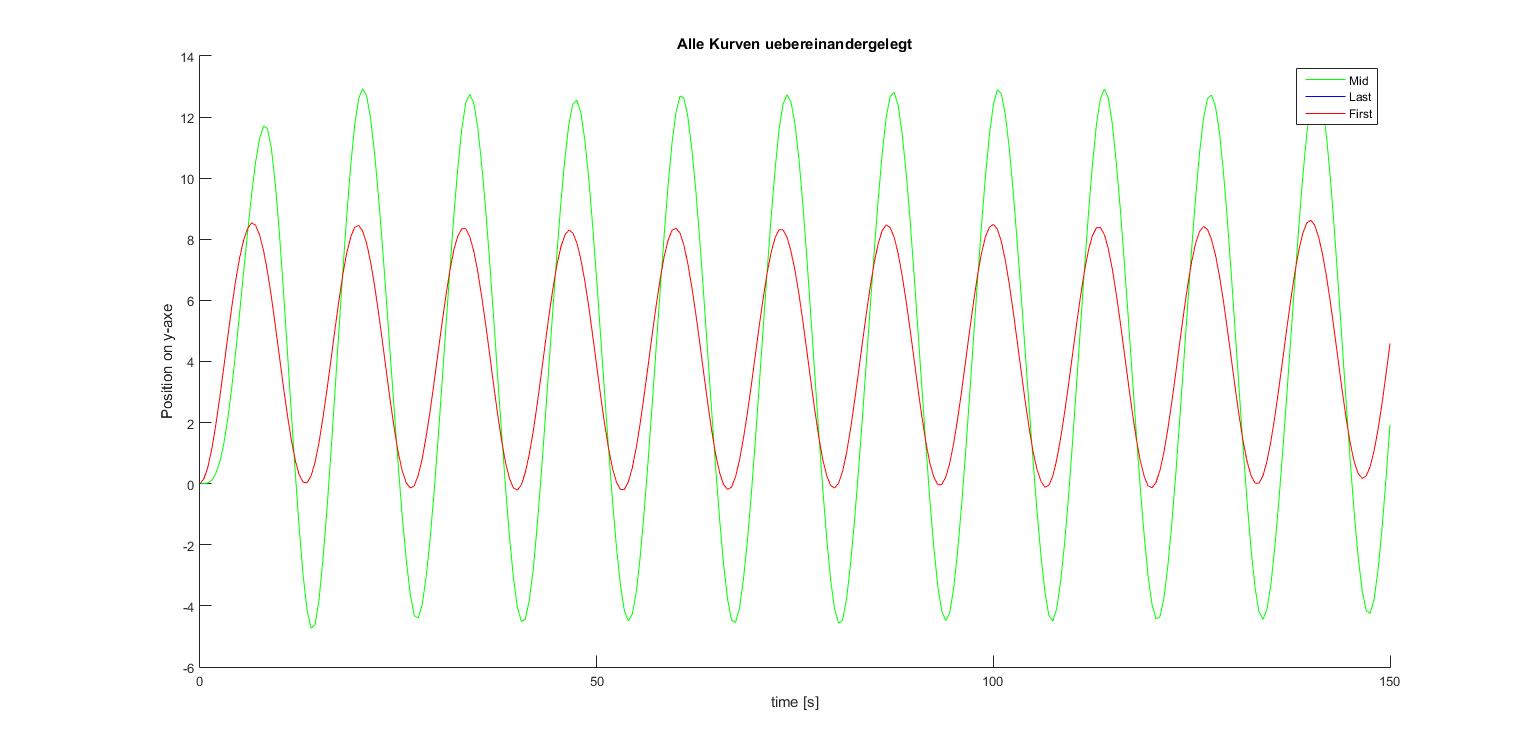 Alle Kurven uebereinandergelegt
14
12
10
8
6
4
2
0
-2
-4
-6
Position on y-axe
Mid
Last
First
0 50 100 150
time [s]